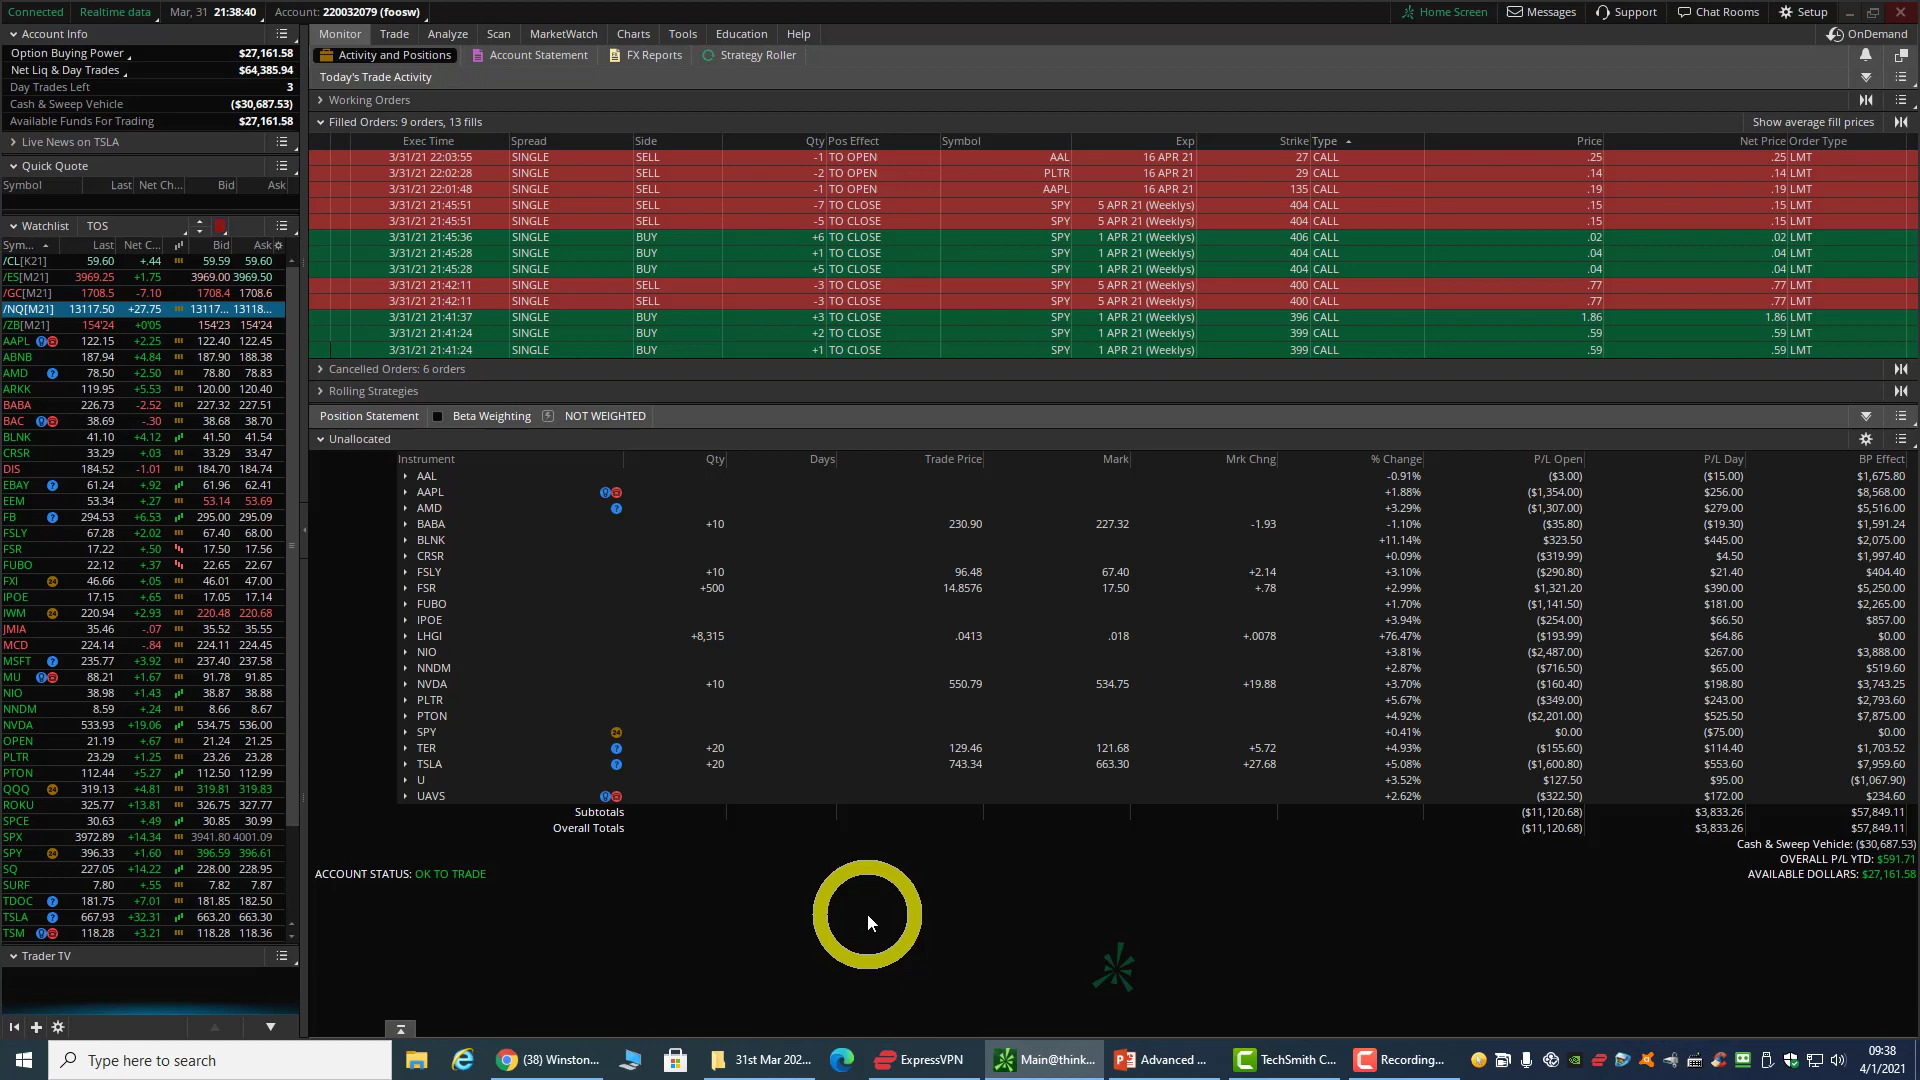 Connected Realtime data Mar, 31 21:38:40 Account: 220032079 (foosw) Home Screen Messages Support Chat Rooms Setup
Account Info
Option Buying Power $27,161.58
Net Liq & Day Trades $64,385.94
Day Trades Left 3
Cash & Sweep Vehicle ($30,687.53)
Available Funds For Trading $27,161.58
Live News on TSLA
Quick Quote
Symbol Last Net Ch... Bid Ask
Watchlist TOS
Sym... Last Net C... Bid Ask
/CL[K21] 59.60 +.44 59.59 59.60
/ES[M21] 3969.25 +1.75 3969.00 3969.50
/GC[M21] 1708.5 -7.10 1708.4 1708.6
/NQ[M21] 13117.50 +27.75 13117... 13118...
/ZB[M21] 154'24 +0'05 154'23 154'24
AAPL 122.15 +2.25 122.40 122.45
ABNB 187.94 +4.84 187.90 188.38
AMD 78.50 +2.50 78.80 78.83
ARKK 119.95 +5.53 120.00 120.40
BABA 226.73 -2.52 227.32 227.51
BAC 38.69 -.30 38.68 38.70
BLNK 41.10 +4.12 41.50 41.54
CRSR 33.29 +.03 33.29 33.47
DIS 184.52 -1.01 184.70 184.74
EBAY 61.24 +.92 61.96 62.41
EEM 53.34 +.27 53.14 53.69
FB 294.53 +6.53 295.00 295.09
FSLY 67.28 +2.02 67.40 68.00
FSR 17.22 +.50 17.50 17.56
FUBO 22.12 +.37 22.65 22.67
FXI 46.66 +.05 46.01 47.00
IPOE 17.15 +.65 17.05 17.14
IWM 220.94 +2.93 220.48 220.68
JMIA 35.46 -.07 35.52 35.55
MCD 224.14 -.84 224.11 224.45
MSFT 235.77 +3.92 237.40 237.58
MU 88.21 +1.67 91.78 91.85
NIO 38.98 +1.43 38.87 38.88
NNDM 8.59 +.24 8.66 8.67
NVDA 533.93 +19.06 534.75 536.00
OPEN 21.19 +.67 21.24 21.25
PLTR 23.29 +1.25 23.26 23.28
PTON 112.44 +5.27 112.50 112.99
QQQ 319.13 +4.86 319.81 319.83
ROKU 325.77 +13.81 326.75 327.77
SPCE 30.63 +.49 30.85 30.99
SPX 3972.89 +14.34 3941.80 4001.09
SPY 396.33 +1.60 396.59 396.61
SQ 227.05 +14.22 228.00 228.95
SURF 7.80 +.55 7.82 7.87
TDOC 181.75 +7.01 181.85 182.50
TSLA 667.93 +32.31 663.20 663.30
TSM 118.28 +3.21 118.28 118.36
Trader TV
Monitor Trade Analyze Scan MarketWatch Charts Tools Education Help OnDemand
Activity and Positions Account Statement FX Reports Strategy Roller
Today's Trade Activity
Working Orders
Filled Orders: 9 orders, 13 fills Show average fill prices
Exec Time Spread Side Qty Pos Effect Symbol Exp Strike Type Price Net Price Order Type
3/31/21 22:03:55 SINGLE SELL -1 TO OPEN AAL 16 APR 21 27 CALL .25 .25 LMT
3/31/21 22:02:28 SINGLE SELL -2 TO OPEN PLTR 16 APR 21 29 CALL .14 .14 LMT
3/31/21 22:01:48 SINGLE SELL -1 TO OPEN AAPL 16 APR 21 135 CALL .19 .19 LMT
3/31/21 21:45:51 SINGLE SELL -7 TO CLOSE SPY 5 APR 21 (Weeklys) 404 CALL .15 .15 LMT
3/31/21 21:45:51 SINGLE SELL -5 TO CLOSE SPY 5 APR 21 (Weeklys) 404 CALL .15 .15 LMT
3/31/21 21:45:36 SINGLE BUY +6 TO CLOSE SPY 1 APR 21 (Weeklys) 406 CALL .02 .02 LMT
3/31/21 21:45:28 SINGLE BUY +1 TO CLOSE SPY 1 APR 21 (Weeklys) 404 CALL .04 .04 LMT
3/31/21 21:45:28 SINGLE BUY +5 TO CLOSE SPY 1 APR 21 (Weeklys) 404 CALL .04 .04 LMT
3/31/21 21:42:11 SINGLE SELL -3 TO CLOSE SPY 5 APR 21 (Weeklys) 400 CALL .77 .77 LMT
3/31/21 21:42:11 SINGLE SELL -3 TO CLOSE SPY 5 APR 21 (Weeklys) 400 CALL .77 .77 LMT
3/31/21 21:41:37 SINGLE BUY +3 TO CLOSE SPY 1 APR 21 (Weeklys) 396 CALL 1.86 1.86 LMT
3/31/21 21:41:24 SINGLE BUY +2 TO CLOSE SPY 1 APR 21 (Weeklys) 399 CALL .59 .59 LMT
3/31/21 21:41:24 SINGLE BUY +1 TO CLOSE SPY 1 APR 21 (Weeklys) 399 CALL .59 .59 LMT
Cancelled Orders: 6 orders
Rolling Strategies
Position Statement Beta Weighting NOT WEIGHTED
Unallocated
Instrument Qty Days Trade Price Mark Mrk Chng % Change P/L Open P/L Day BP Effect
AAL -0.91% ($3.00) ($15.00) $1,675.80
AAPL +1.88% ($1,354.00) $256.00 $8,568.00
AMD +3.29% ($1,307.00) $279.00 $5,516.00
BABA +10 230.90 227.32 -1.93 -1.10% ($35.80) ($19.30) $1,591.24
BLNK +11.14% $323.50 $445.00 $2,075.00
CRSR +0.09% ($319.99) $4.50 $1,997.40
FSLY +10 96.48 67.40 +2.14 +3.10% ($290.80) $21.40 $404.40
FSR +500 14.8576 17.50 +.78 +2.99% $1,321.20 $390.00 $5,250.00
FUBO +1.70% ($1,141.50) $181.00 $2,265.00
IPOE +3.94% ($254.00) $66.50 $857.00
LHGI +8,315 .0413 .018 +.0078 +76.47% ($193.99) $64.86 $0.00
NIO +3.81% ($2,487.00) $267.00 $3,888.00
NNDM +2.87% ($716.50) $65.00 $519.60
NVDA +10 550.79 534.75 +19.88 +3.70% ($160.40) $198.80 $3,743.25
PLTR +5.67% ($349.00) $243.00 $2,793.60
PTON +4.92% ($2,201.00) $525.50 $7,875.00
SPY +0.41% $0.00 ($75.00) $0.00
TER +20 129.46 121.68 +5.72 +4.93% ($155.60) $114.40 $1,703.52
TSLA +20 743.34 663.30 +27.68 +5.08% ($1,600.80) $553.60 $7,959.60
U +3.52% $127.50 $95.00 ($1,067.90)
UAVS +2.62% ($322.50) $172.00 $234.60
Subtotals ($11,120.68) $3,833.26 $57,849.11
Overall Totals ($11,120.68) $3,833.26 $57,849.11
Cash & Sweep Vehicle: ($30,687.53)
OVERALL P/L YTD: $591.71
ACCOUNT STATUS: OK TO TRADE AVAILABLE DOLLARS: $27,161.58
Type here to search (38) Winston... 31st Mar 202... ExpressVPN Main@think... Advanced ... TechSmith C... Recording... 09:38
4/1/2021